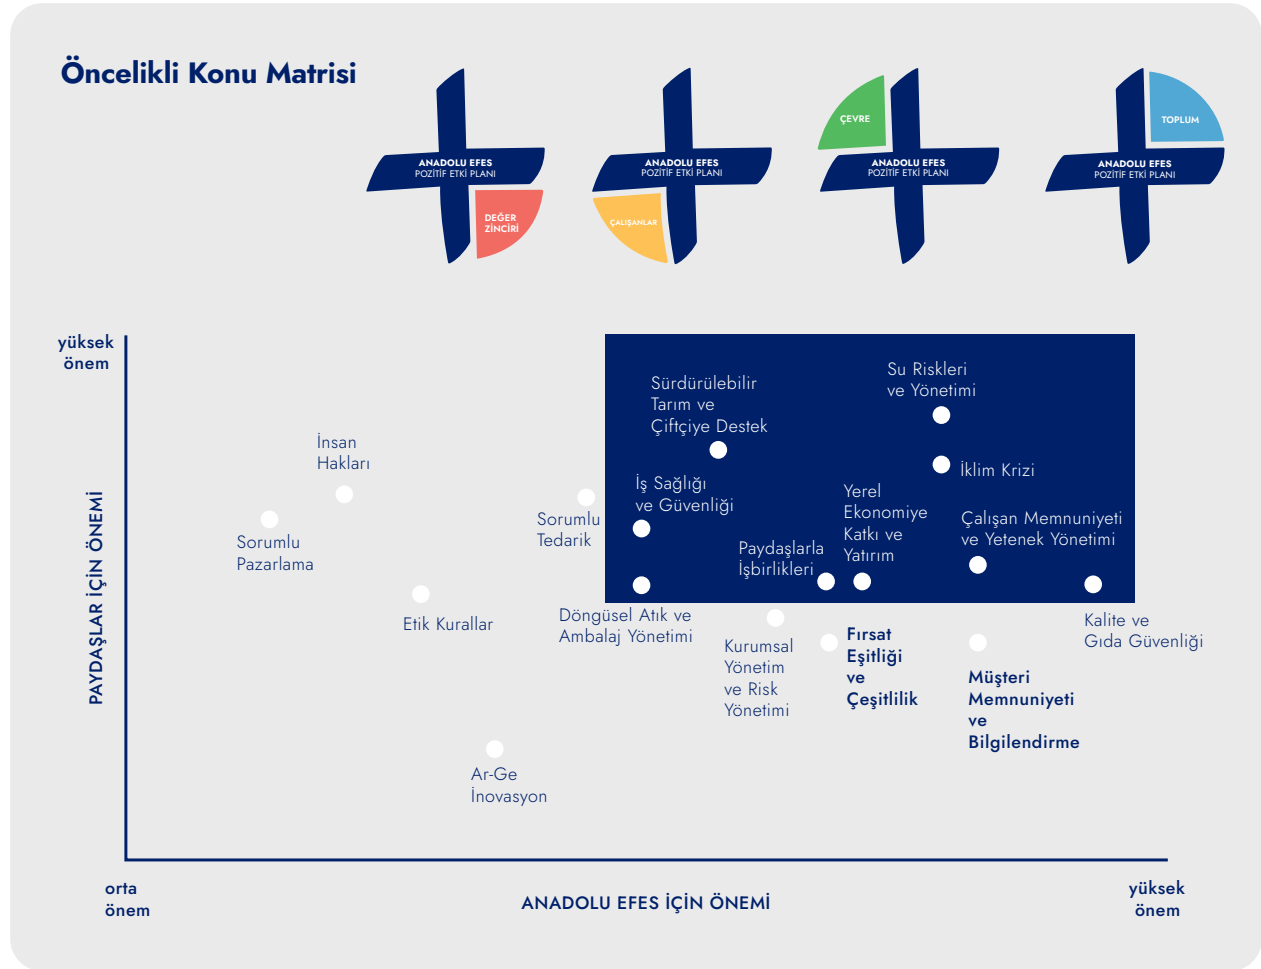 Öncelikli Konu Matrisi
ANADOLU EFES
POZİTİF ETKİ PLANI
DEĞER
ZİNCİRİ
ANADOLU EFES
POZİTİF ETKİ PLANI
ÇALIŞANLAR
ÇEVRE
ANADOLU EFES
POZİTİF ETKİ PLANI
TOPLUM
ANADOLU EFES
POZİTİF ETKİ PLANI
yüksek
önem
PAYDAŞLAR İÇİN ÖNEMİ
Su Riskleri
ve Yönetimi
Sürdürülebilir
Tarım ve
Çiftçiye Destek
İnsan
Hakları
İklim Krizi
İş Sağlığı
ve Güvenliği
Yerel
Ekonomiye
Katkı ve
Yatırım
Sorumlu
Tedarik
Çalışan Memnuniyeti
ve Yetenek Yönetimi
Sorumlu
Pazarlama
Paydaşlarla
İşbirlikleri
Etik Kurallar
Döngüsel Atık ve
Ambalaj Yönetimi
Kurumsal
Yönetim
ve Risk
Yönetimi
Fırsat
Eşitliği
ve
Çeşitlilik
Müşteri
Memnuniyeti
ve
Bilgilendirme
Kalite ve
Gıda Güvenliği
Ar-Ge
İnovasyon
orta
önem
ANADOLU EFES İÇİN ÖNEMİ
yüksek
önem